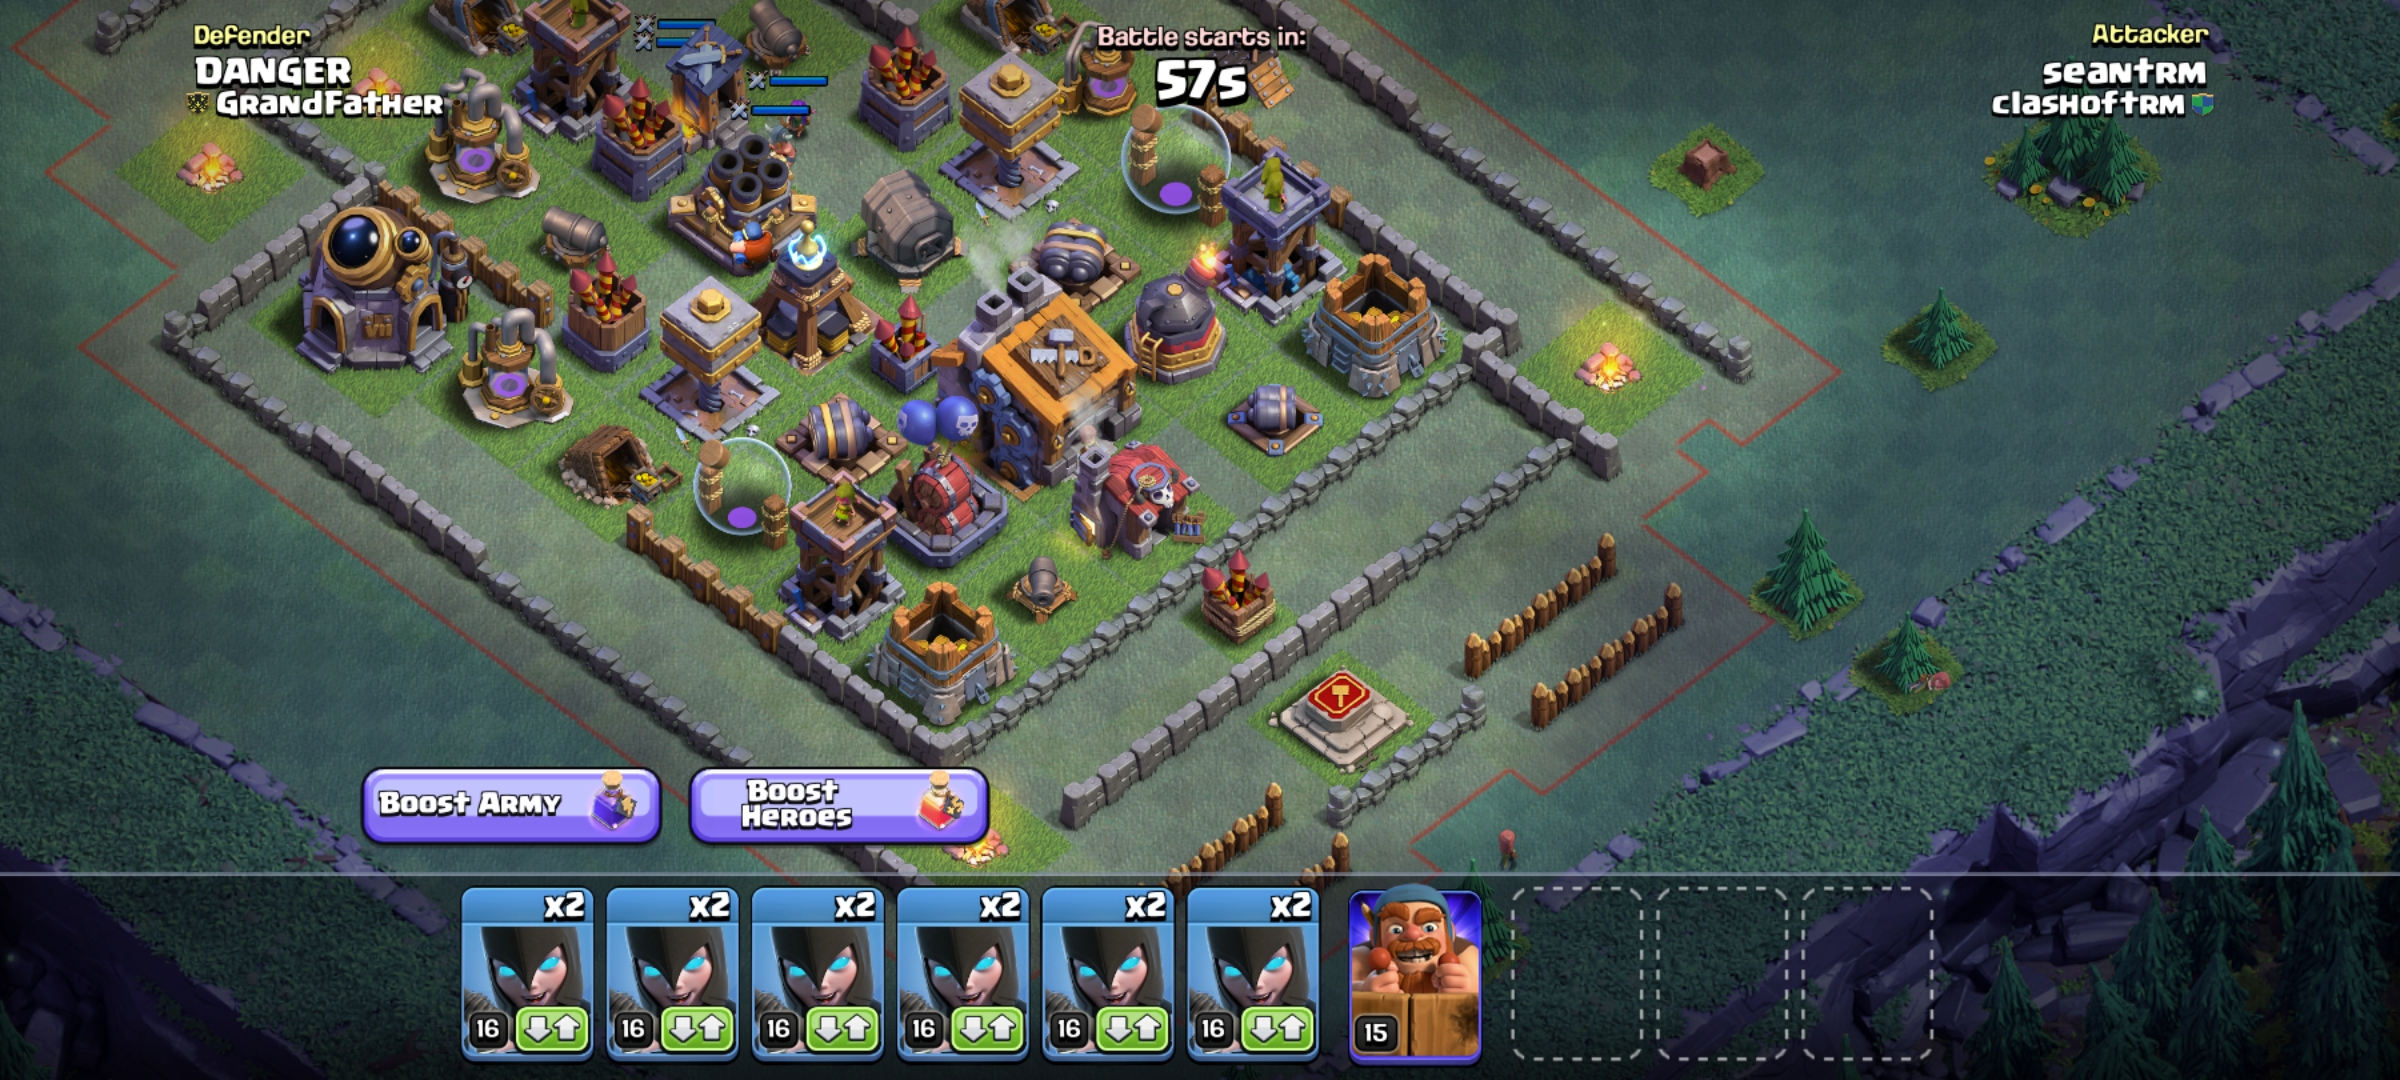 Defender
DANGER
GRANDFATHER
Battle starts in:
57s
Attacker
seantRM
clashoftRM
VII
Boost Army
Boost
Heroes
x2
x2
x2
x2
x2
x2
16
16
16
16
16
16
15